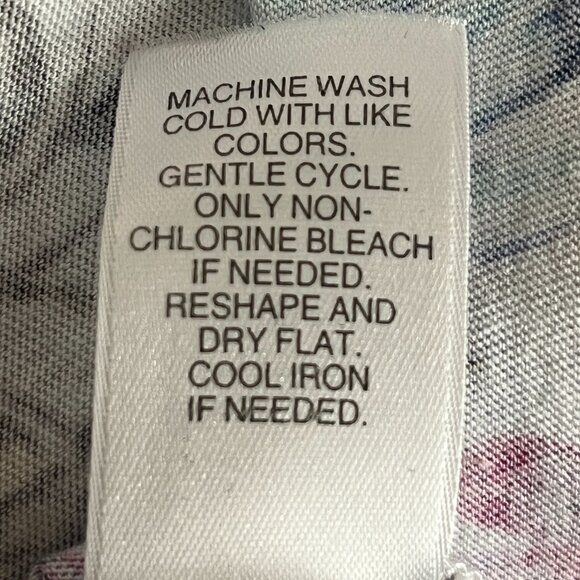 MACHINE WASH
COLD WITH LIKE
COLORS.
GENTLE CYCLE.
ONLY NON-
CHLORINE BLEACH
IF NEEDED.
RESHAPE AND
DRY FLAT.
COOL IRON
IF NEEDED.